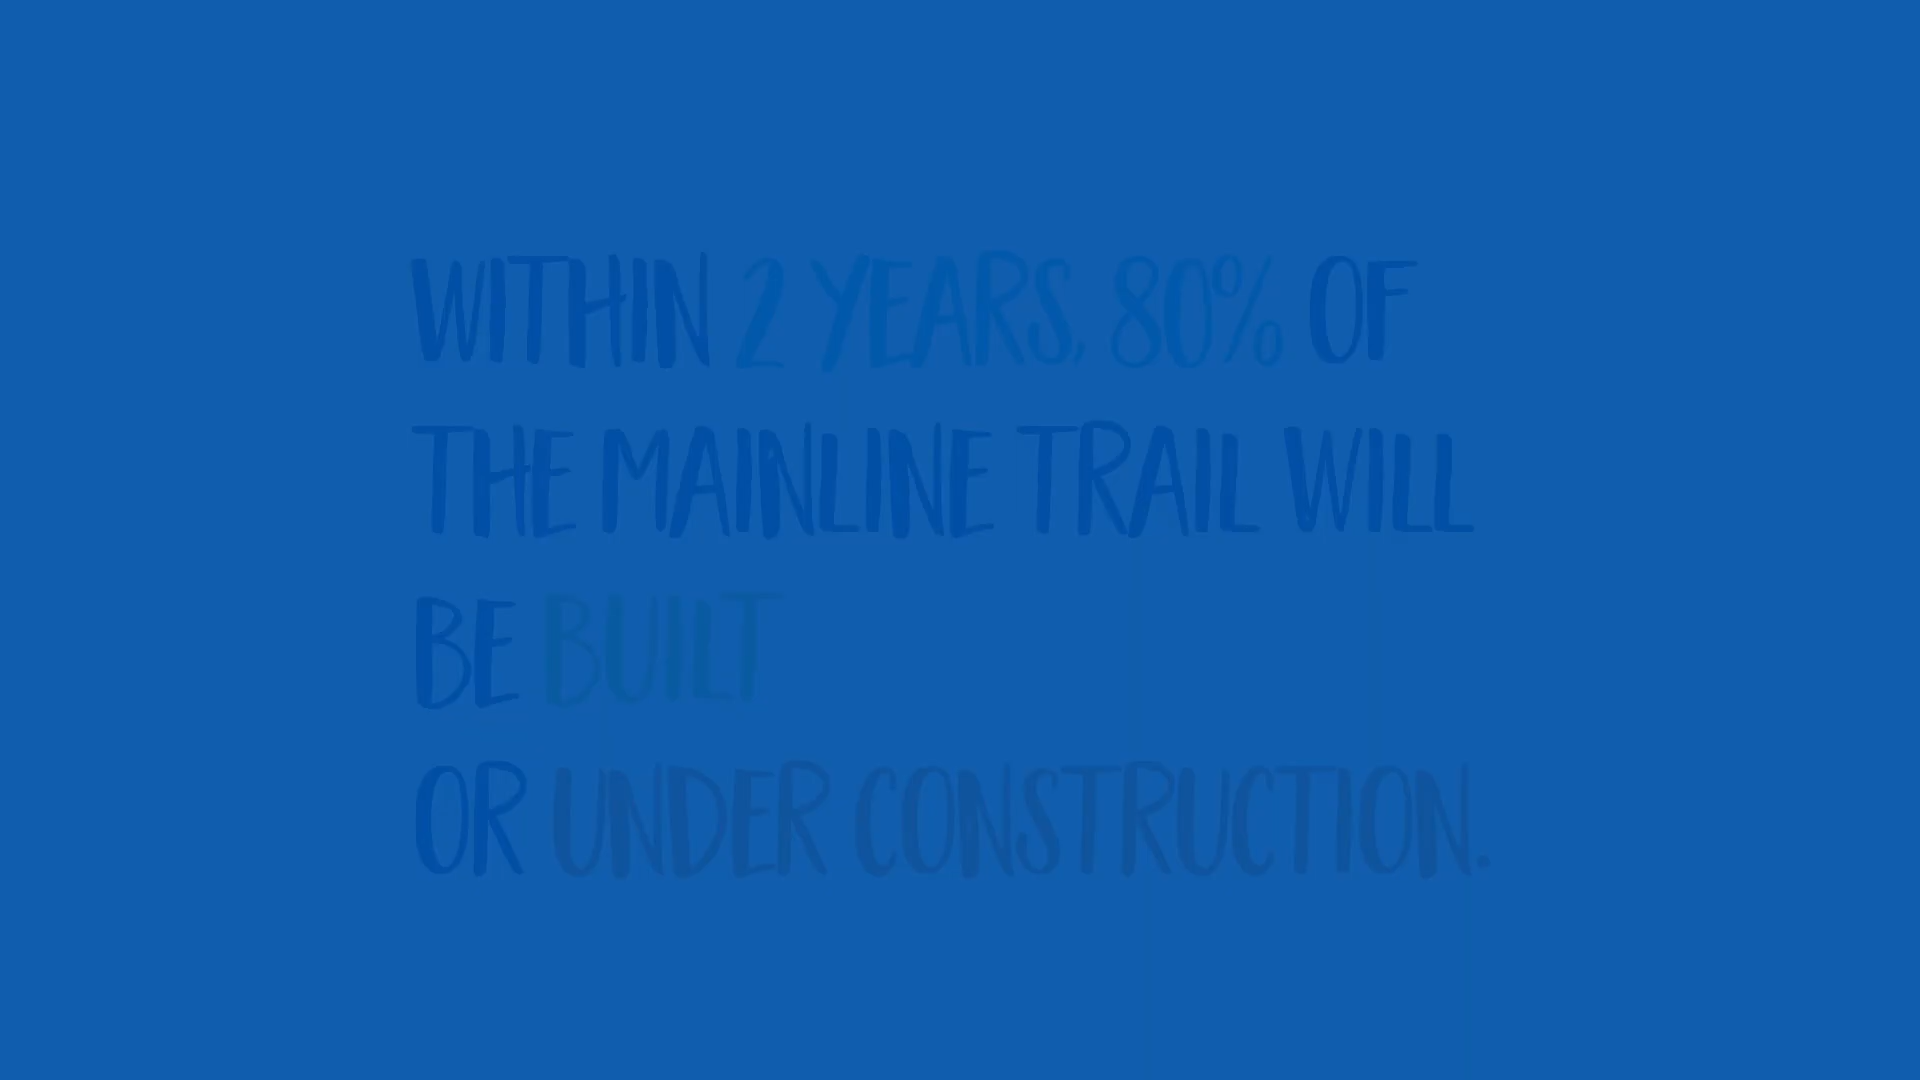 WITHIN 2 YEARS, 80% OF
THE MAINLINE TRAIL WILL
BE BUILT
OR UNDER CONSTRUCTION.